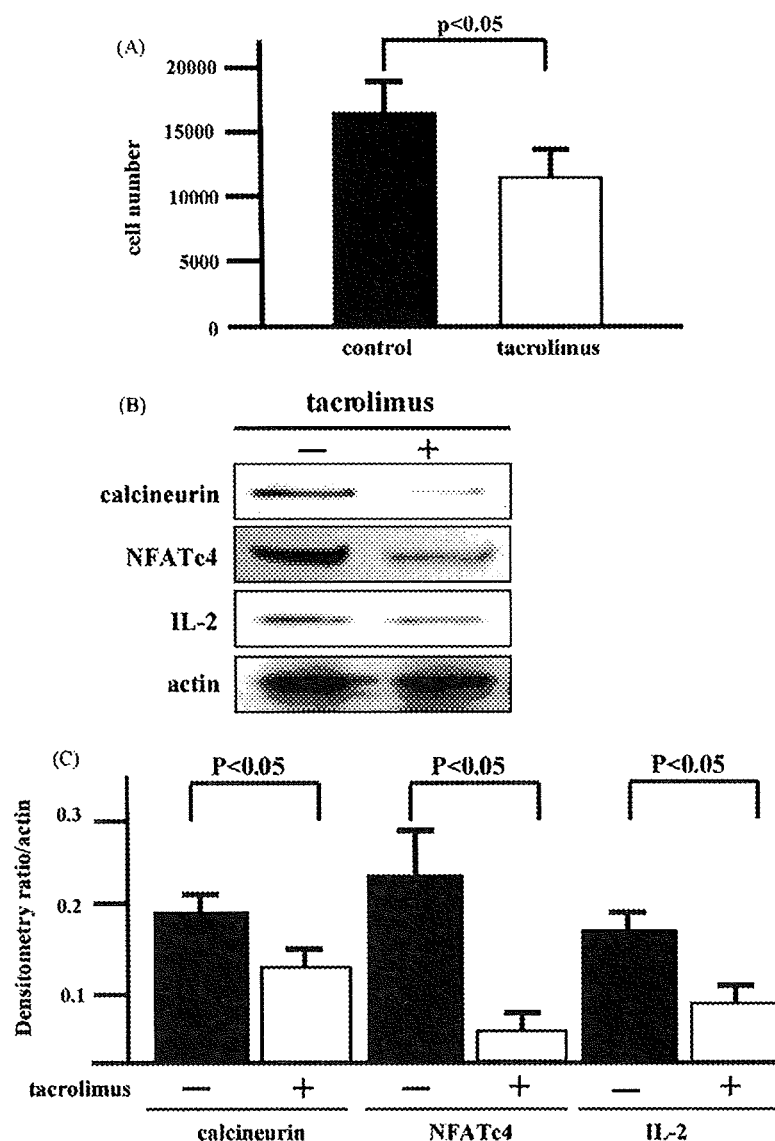 (A)
p<0.05
20000
15000
10000
5000
0
cell number
control tacrolimus
(B)
tacrolimus
— +
calcineurin
NFATc4
IL-2
actin
(C)
P<0.05 P<0.05 P<0.05
0.3
0.2
0.1
Densitometry ratio/actin
tacrolimus — + — + — +
calcineurin NFATc4 IL-2